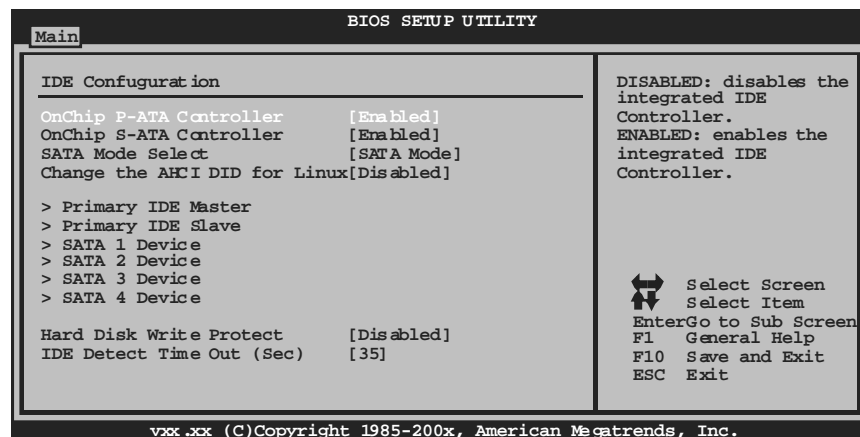 BIOS SETUP UTILITY
Main
IDE Confuguration
OnChip P-ATA Controller [Enabled]
OnChip S-ATA Controller [Enabled]
SATA Mode Select [SATA Mode]
Change the AHCI DID for Linux[Disabled]
> Primary IDE Master
> Primary IDE Slave
> SATA 1 Device
> SATA 2 Device
> SATA 3 Device
> SATA 4 Device
Hard Disk Write Protect [Disabled]
IDE Detect Time Out (Sec) [35]
DISABLED: disables the
integrated IDE
Controller.
ENABLED: enables the
integrated IDE
Controller.
Select Screen
Select Item
EnterGo to Sub Screen
F1 General Help
F10 Save and Exit
ESC Exit
vxx.xx (C)Copyright 1985-200x, American Megatrends, Inc.